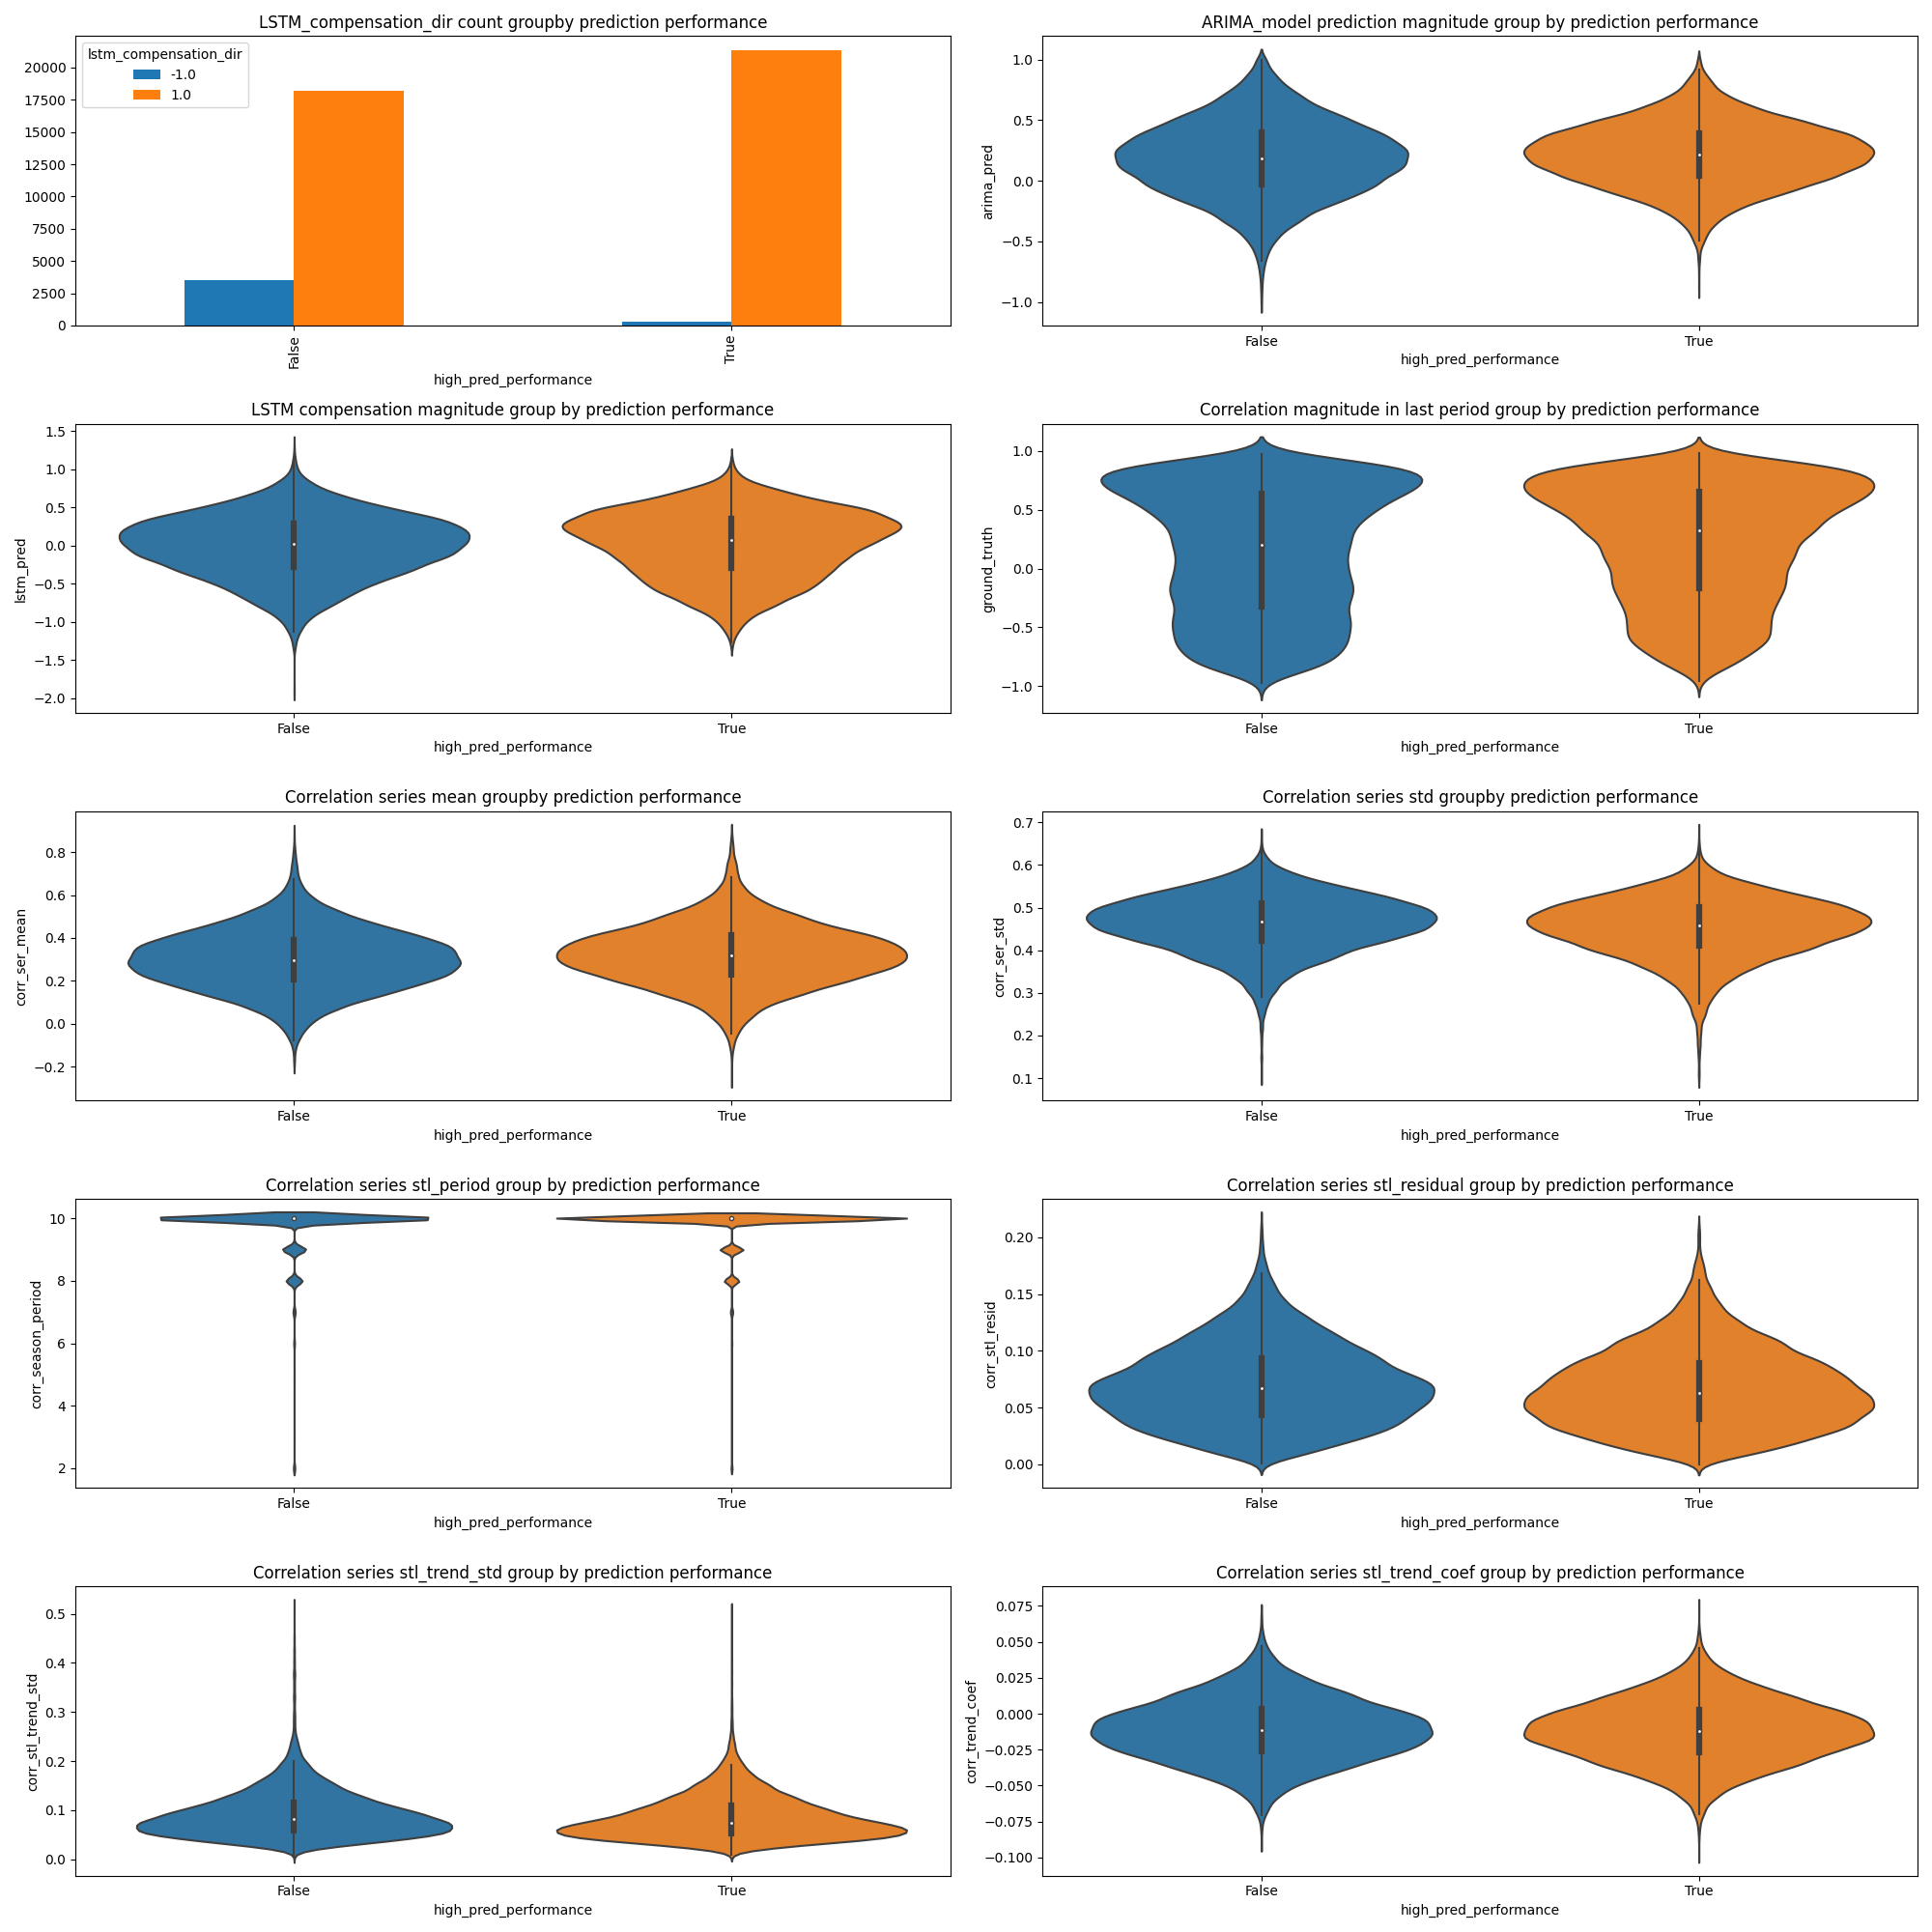 LSTM_compensation_dir count groupby prediction performance
lstm_compensation_dir
-1.0
1.0
20000
17500
15000
12500
10000
7500
5000
2500
0
False
True
high_pred_performance
ARIMA_model prediction magnitude group by prediction performance
arima_pred
1.0
0.5
0.0
−0.5
−1.0
False
True
high_pred_performance
LSTM compensation magnitude group by prediction performance
lstm_pred
1.5
1.0
0.5
0.0
−0.5
−1.0
−1.5
−2.0
False
True
high_pred_performance
Correlation magnitude in last period group by prediction performance
ground_truth
1.0
0.5
0.0
−0.5
−1.0
False
True
high_pred_performance
Correlation series mean groupby prediction performance
corr_ser_mean
0.8
0.6
0.4
0.2
0.0
−0.2
False
True
high_pred_performance
Correlation series std groupby prediction performance
corr_ser_std
0.7
0.6
0.5
0.4
0.3
0.2
0.1
False
True
high_pred_performance
Correlation series stl_period group by prediction performance
corr_season_period
10
8
6
4
2
False
True
high_pred_performance
Correlation series stl_residual group by prediction performance
corr_stl_resid
0.20
0.15
0.10
0.05
0.00
False
True
high_pred_performance
Correlation series stl_trend_std group by prediction performance
corr_stl_trend_std
0.5
0.4
0.3
0.2
0.1
0.0
False
True
high_pred_performance
Correlation series stl_trend_coef group by prediction performance
corr_trend_coef
0.075
0.050
0.025
0.000
−0.025
−0.050
−0.075
−0.100
False
True
high_pred_performance